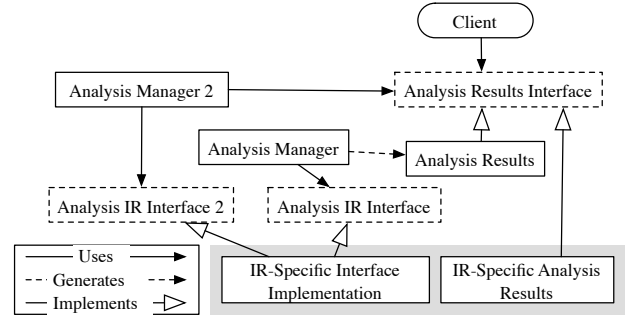 Client
Analysis Manager 2
Analysis Results Interface
Analysis Manager
Analysis Results
Analysis IR Interface 2
Analysis IR Interface
Uses
Generates
Implements
IR-Specific Interface
Implementation
IR-Specific Analysis
Results